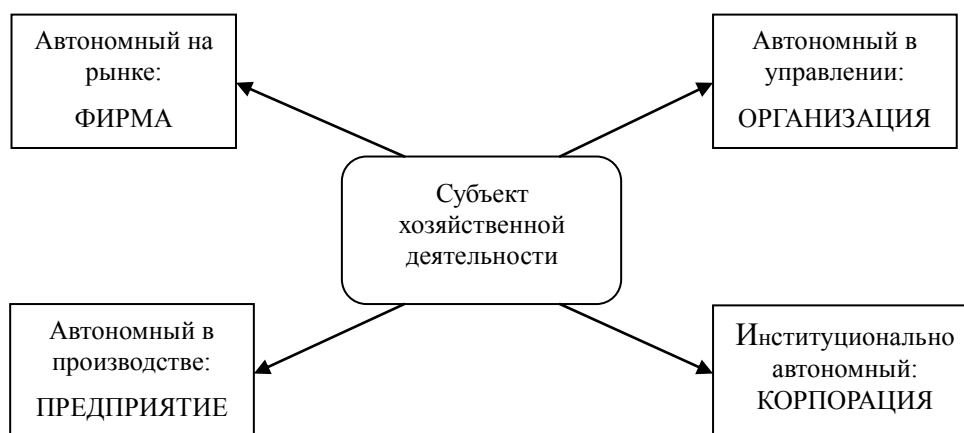 Автономный на
рынке:
ФИРМА
Автономный в
управлении:
ОРГАНИЗАЦИЯ
Субъект
хозяйственной
деятельности
Автономный в
производстве:
ПРЕДПРИЯТИЕ
Институционально
автономный:
КОРПОРАЦИЯ